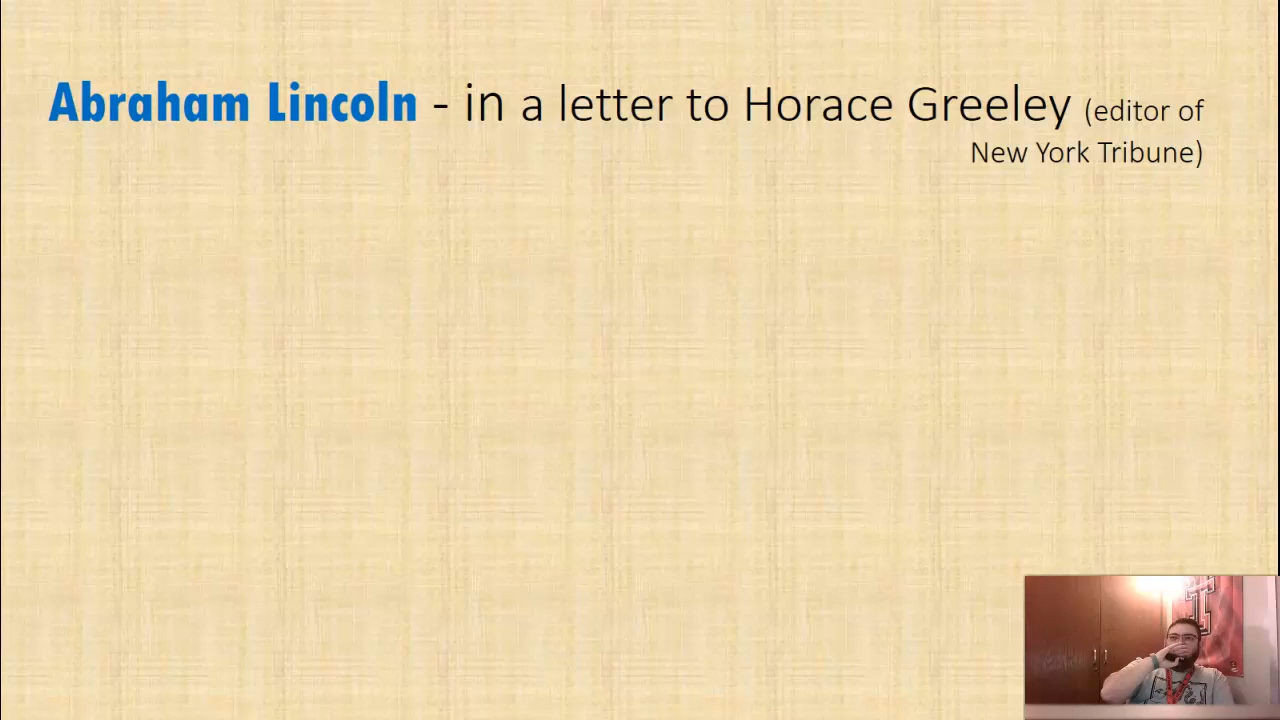 Abraham Lincoln - in a letter to Horace Greeley (editor of
New York Tribune)